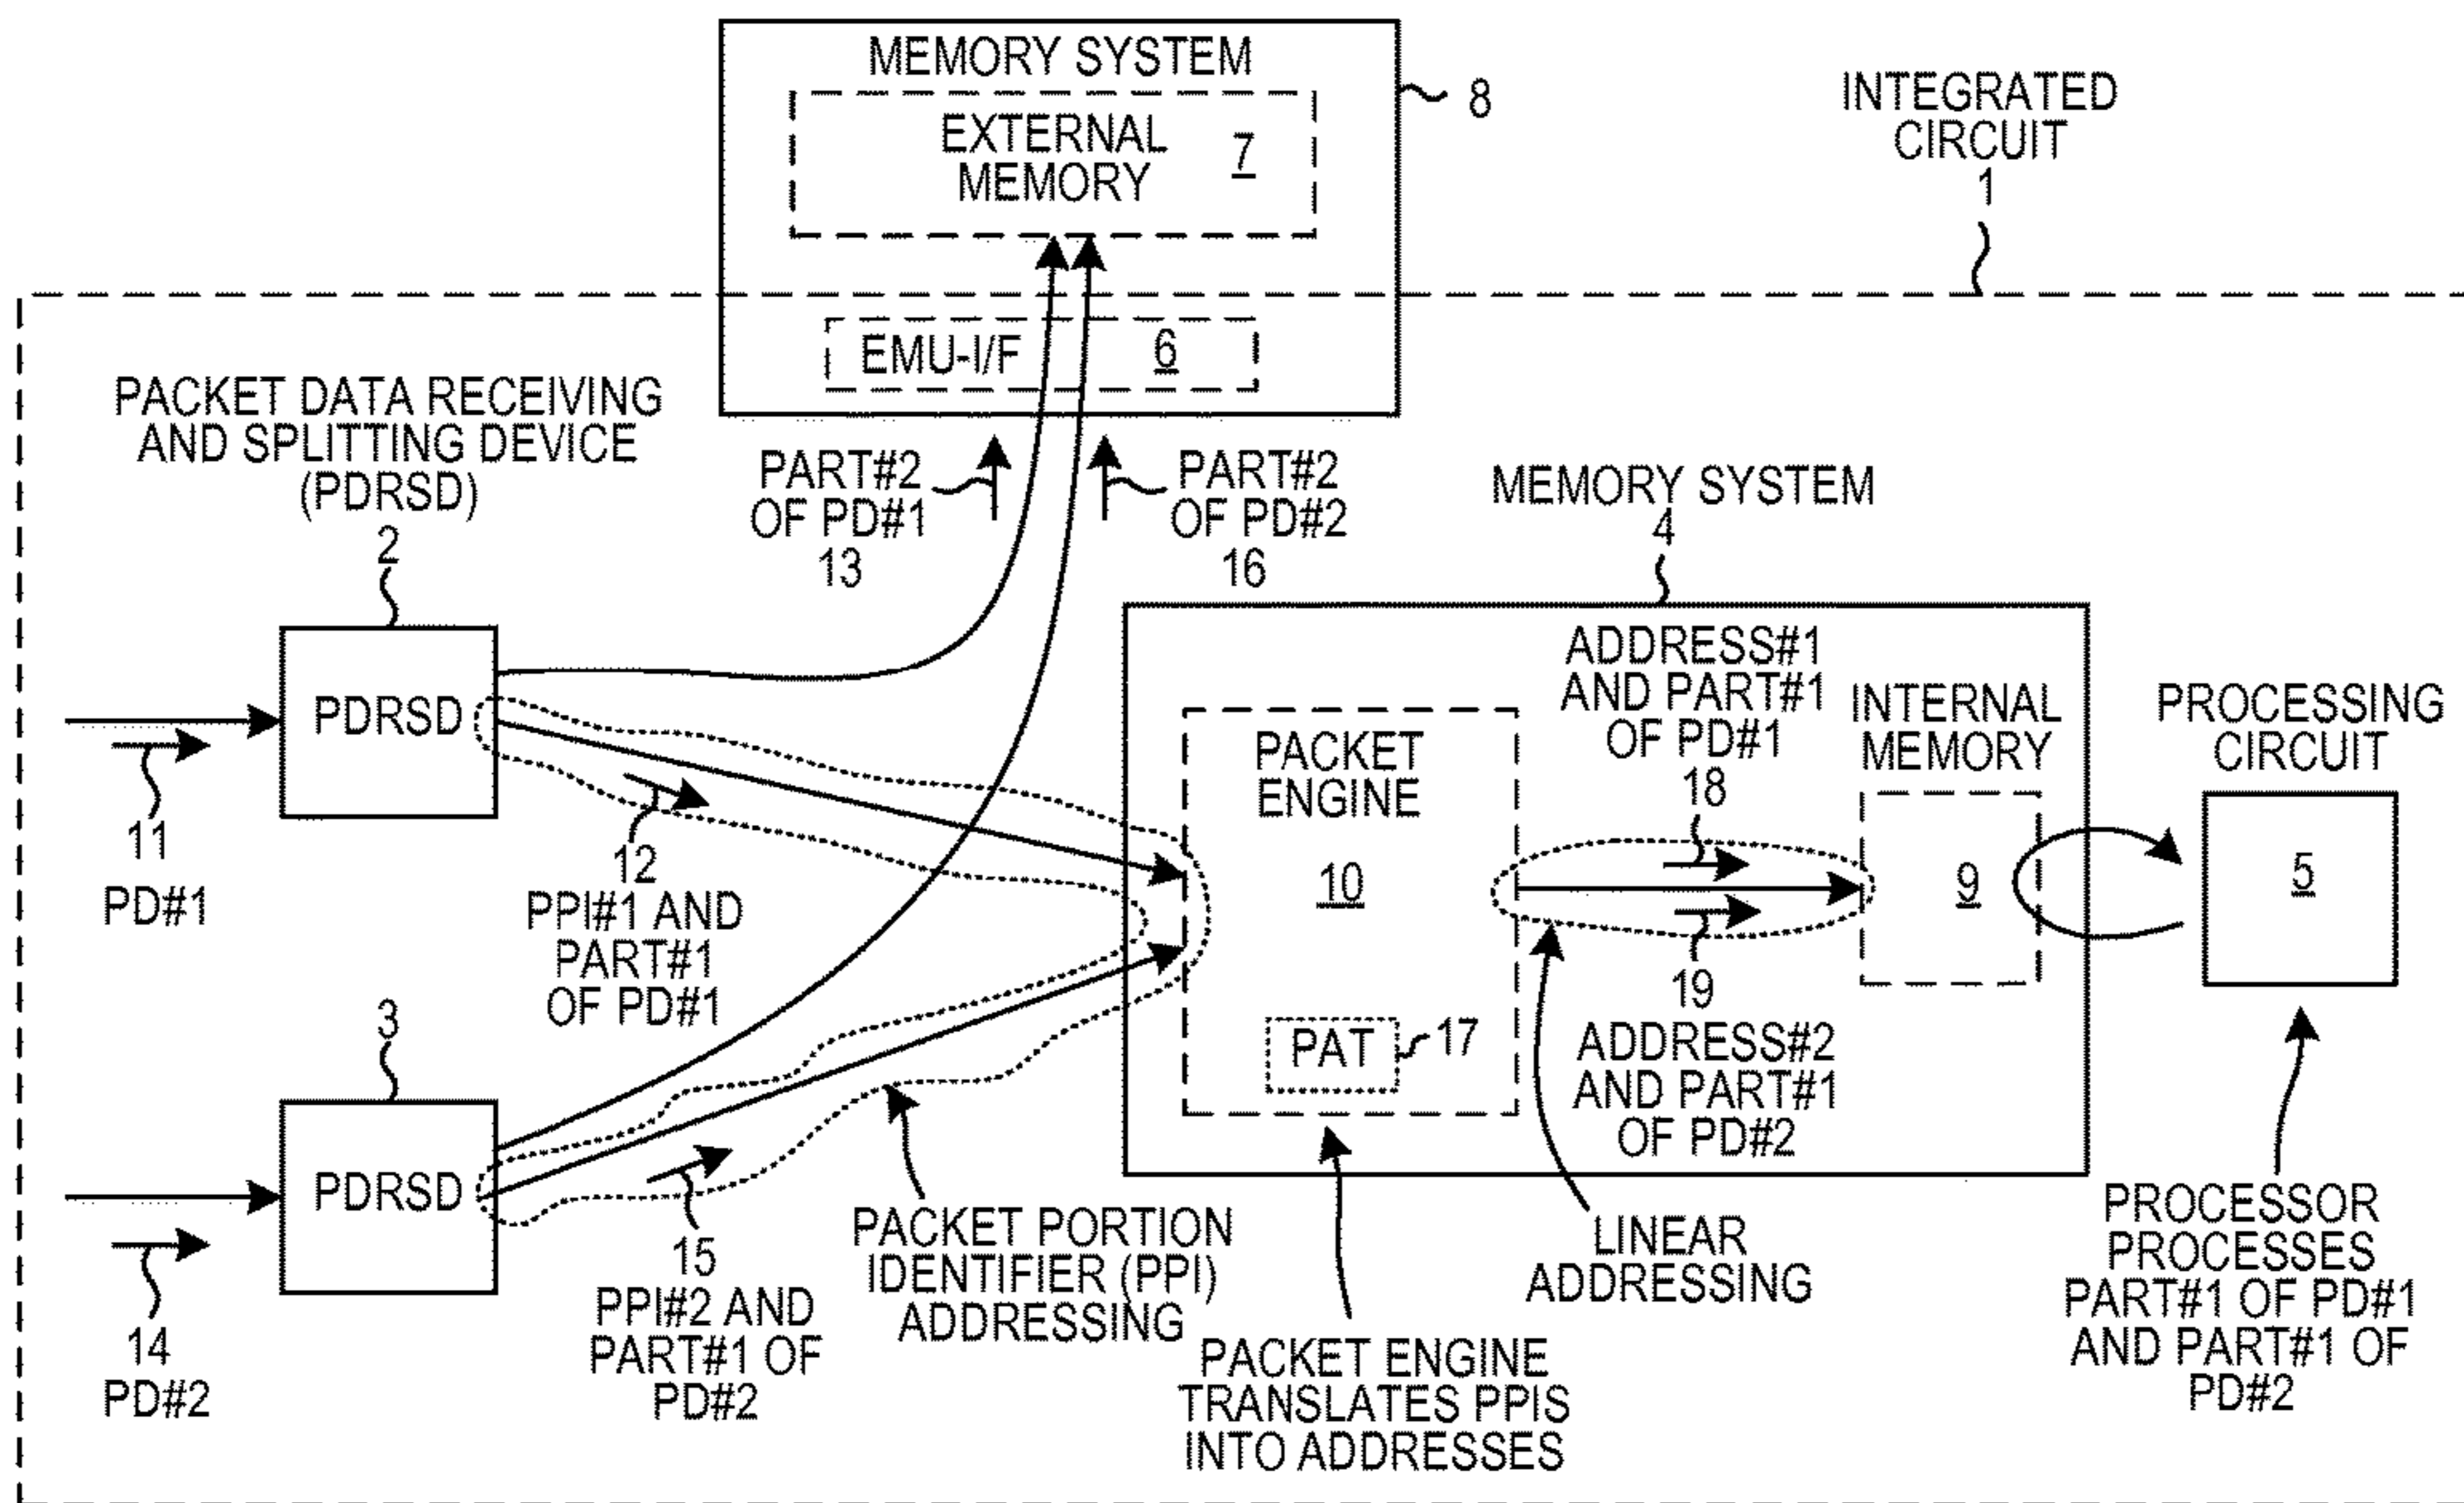 MEMORY SYSTEM
EXTERNAL
MEMORY
7
8
INTEGRATED
CIRCUIT
1
EMU-I/F
6
PACKET DATA RECEIVING
AND SPLITTING DEVICE
(PDRSD)
2
PART#2
OF PD#1
13
PART#2
OF PD#2
16
MEMORY SYSTEM
4
PDRSD
11
PD#1
12
PPI#1 AND
PART#1
OF PD#1
PACKET
ENGINE
10
PAT
17
ADDRESS#1
AND PART#1
OF PD#1
18
19
ADDRESS#2
AND PART#1
OF PD#2
INTERNAL
MEMORY
9
PROCESSING
CIRCUIT
5
3
PDRSD
14
PD#2
15
PPI#2 AND
PART#1 OF
PD#2
PACKET PORTION
IDENTIFIER (PPI)
ADDRESSING
PACKET ENGINE
TRANSLATES PPIS
INTO ADDRESSES
LINEAR
ADDRESSING
PROCESSOR
PROCESSES
PART#1 OF PD#1
AND PART#1 OF
PD#2